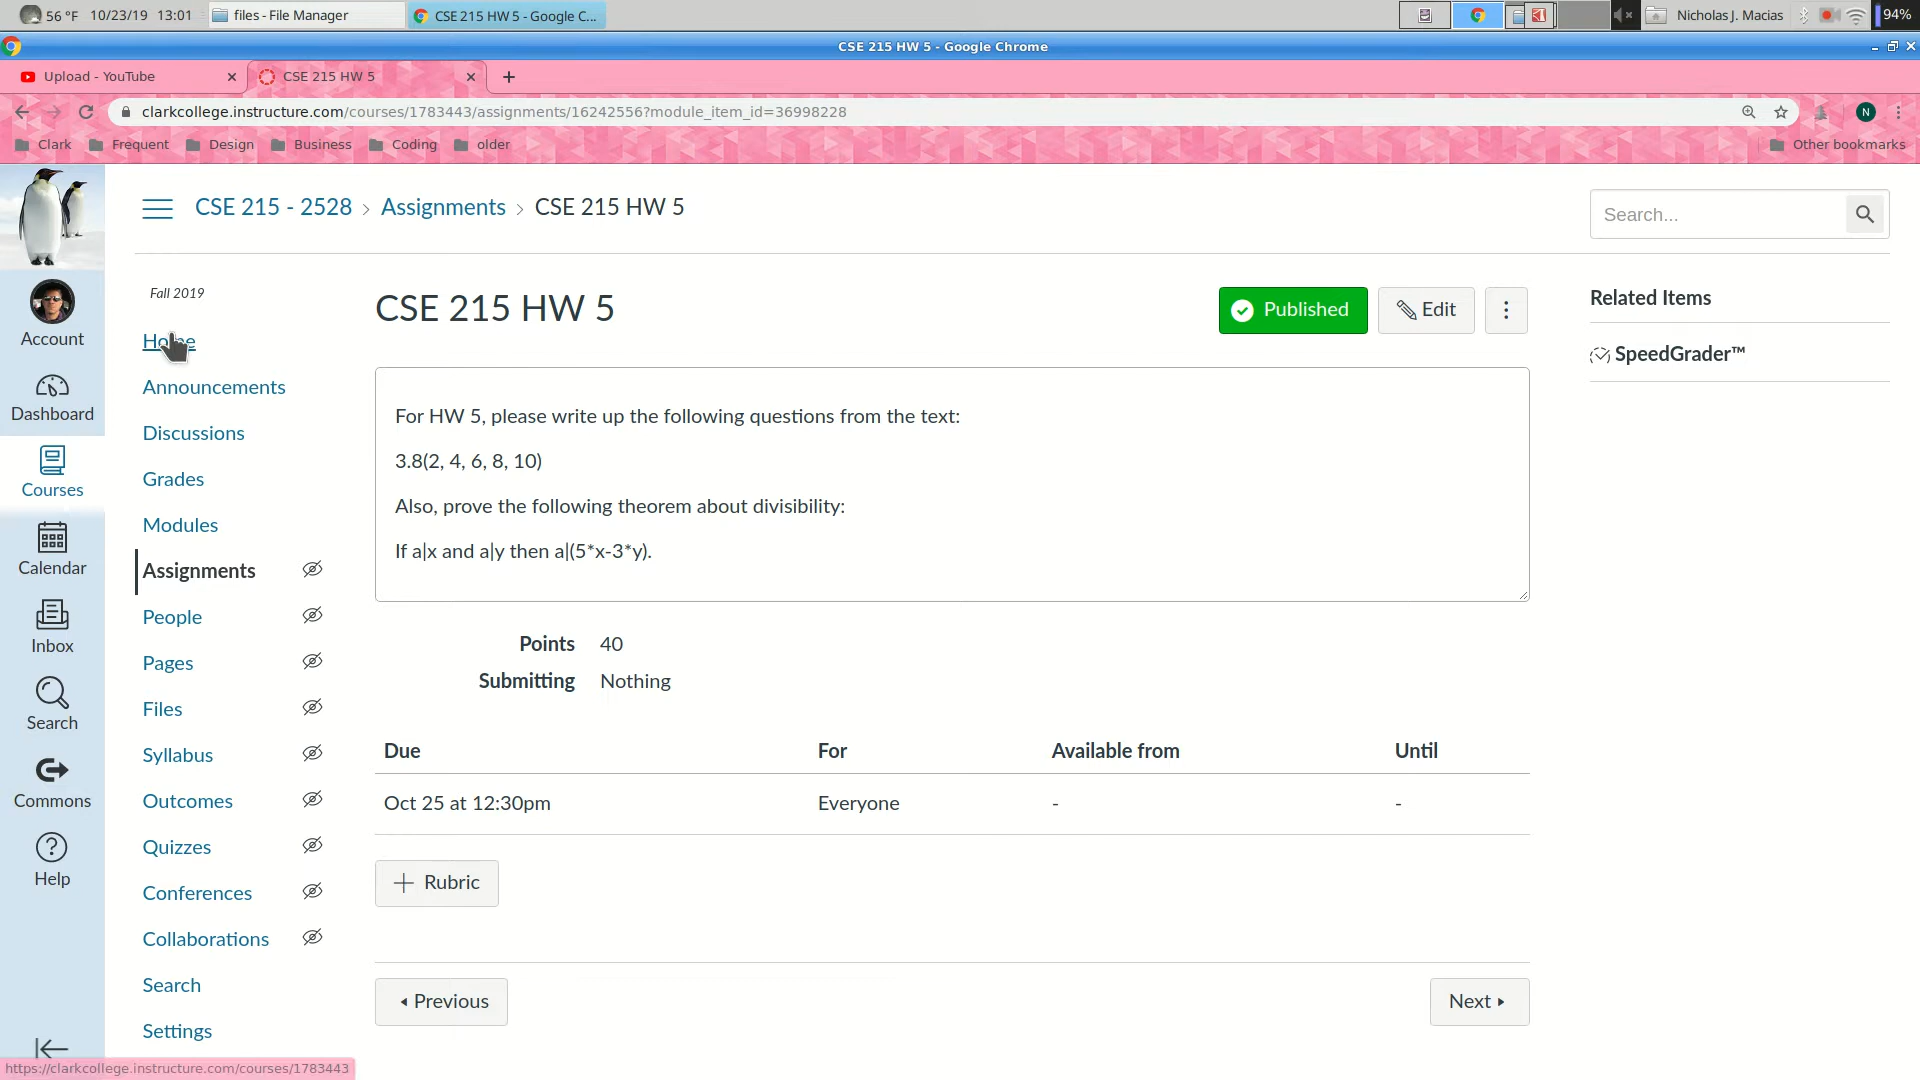 56 °F 10/23/19 13:01 files - File Manager CSE 215 HW 5 - Google C... Nicholas J. Macias 94%
CSE 215 HW 5 - Google Chrome
Upload - YouTube CSE 215 HW 5
clarkcollege.instructure.com/courses/1783443/assignments/16242556?module_item_id=36998228 N
Clark Frequent Design Business Coding older Other bookmarks
CSE 215 - 2528 › Assignments › CSE 215 HW 5
Search...
Account
Dashboard
Courses
Calendar
Inbox
Search
Commons
Help
Fall 2019
Home
Announcements
Discussions
Grades
Modules
Assignments
People
Pages
Files
Syllabus
Outcomes
Quizzes
Conferences
Collaborations
Search
Settings
CSE 215 HW 5
Published
Edit
For HW 5, please write up the following questions from the text:
3.8(2, 4, 6, 8, 10)
Also, prove the following theorem about divisibility:
If a|x and a|y then a|(5*x-3*y).
Points 40
Submitting Nothing
Due For Available from Until
Oct 25 at 12:30pm Everyone - -
Rubric
Previous
Next
Related Items
SpeedGrader™
https://clarkcollege.instructure.com/courses/1783443